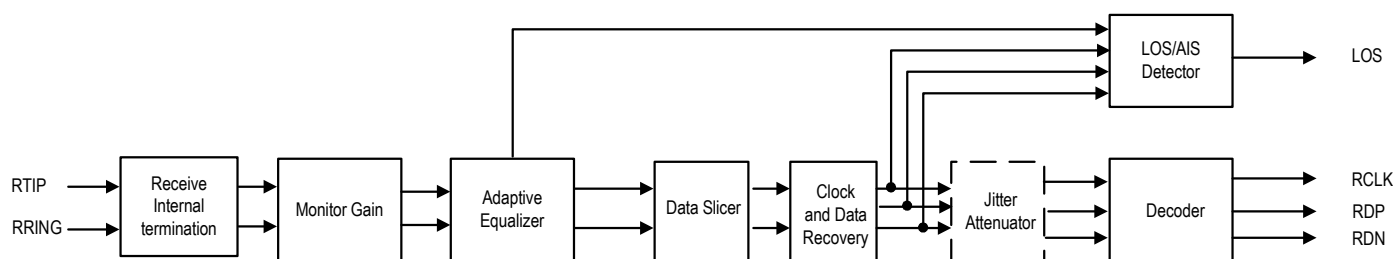 LOS/AIS
Detector
LOS
RTIP
RRING
Receive
Internal
termination
Monitor Gain
Adaptive
Equalizer
Data Slicer
Clock
and Data
Recovery
Jitter
Attenuator
Decoder
RCLK
RDP
RDN